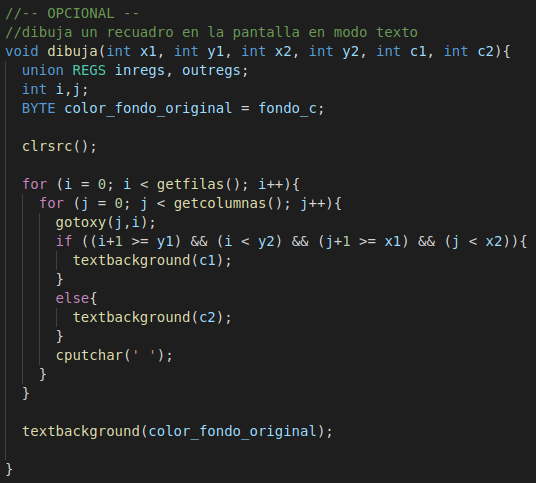 //-- OPCIONAL --
//dibuja un recuadro en la pantalla en modo texto
void dibuja(int x1, int y1, int x2, int y2, int c1, int c2){
  union REGS inregs, outregs;
  int i,j;
  BYTE color_fondo_original = fondo_c;

  clrsrc();

  for (i = 0; i < getfilas(); i++){
    for (j = 0; j < getcolumnas(); j++){
      gotoxy(j,i);
      if ((i+1 >= y1) && (i < y2) && (j+1 >= x1) && (j < x2)){
        textbackground(c1);
      }
      else{
        textbackground(c2);
      }
      cputchar(' ');
    }
  }

  textbackground(color_fondo_original);

}